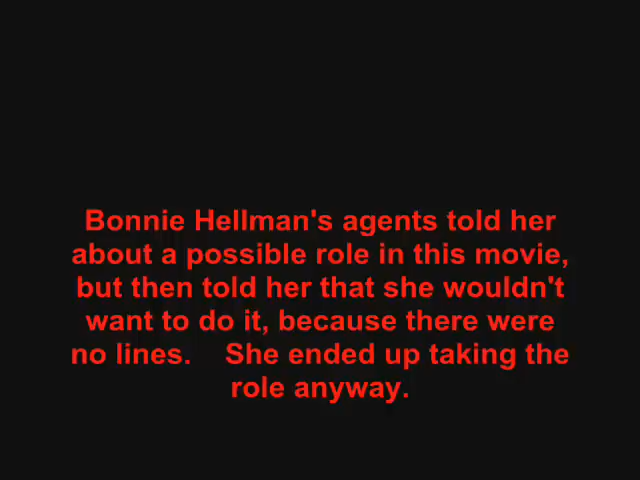 Bonnie Hellman's agents told her
about a possible role in this movie,
but then told her that she wouldn't
want to do it, because there were
no lines. She ended up taking the
role anyway.